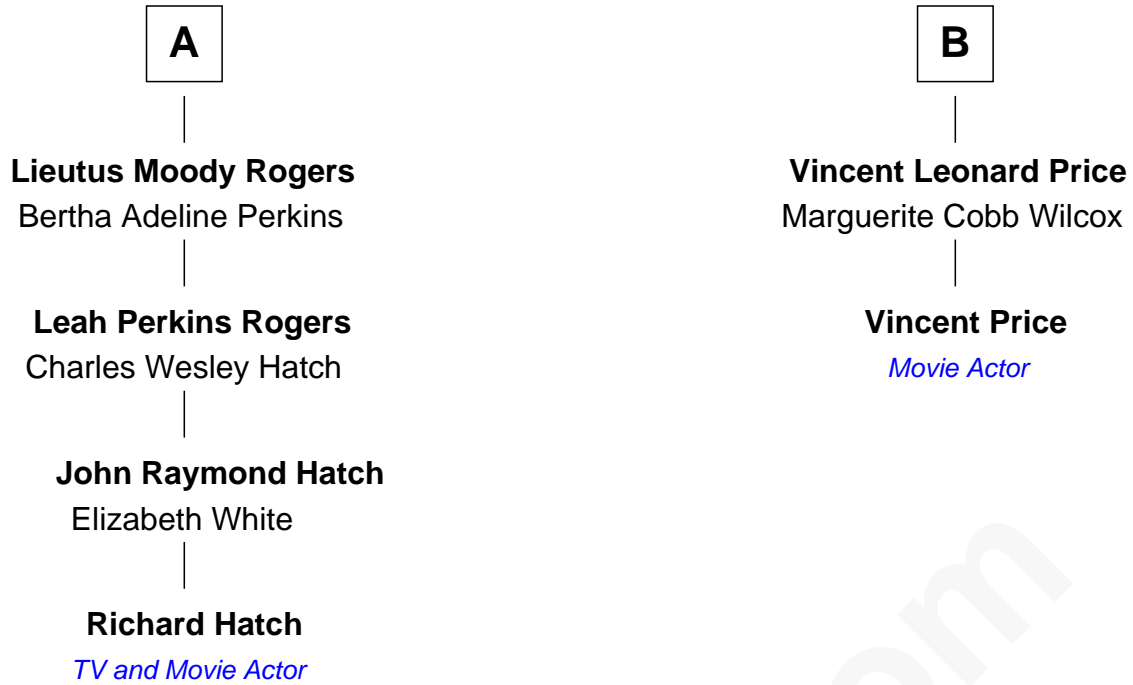 A
Lieutus Moody Rogers
Bertha Adeline Perkins
Leah Perkins Rogers
Charles Wesley Hatch
John Raymond Hatch
Elizabeth White
Richard Hatch
TV and Movie Actor
B
Vincent Leonard Price
Marguerite Cobb Wilcox
Vincent Price
Movie Actor
om